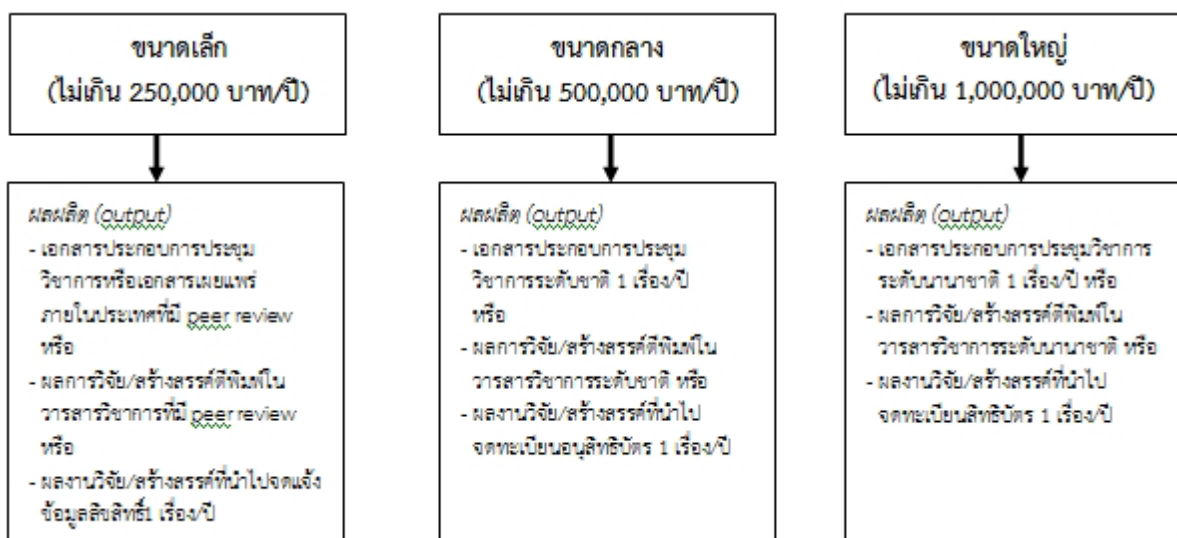 ขนาดเล็ก
(ไม่เกิน 250,000 บาท/ปี)
ผลผลิต (output)
- เอกสารประกอบการประชุม
วิชาการหรือเอกสารเผยแพร่
ภายในประเทศที่มี peer review
หรือ
- ผลการวิจัย/สร้างสรรค์ตีพิมพ์ใน
วารสารวิชาการที่มี peer review
หรือ
- ผลงานวิจัย/สร้างสรรค์ที่นำไปจดแจ้ง
ข้อมูลลิขสิทธิ์1 เรื่อง/ปี
ขนาดกลาง
(ไม่เกิน 500,000 บาท/ปี)
ผลผลิต (output)
- เอกสารประกอบการประชุม
วิชาการระดับชาติ 1 เรื่อง/ปี
หรือ
- ผลการวิจัย/สร้างสรรค์ตีพิมพ์ใน
วารสารวิชาการระดับชาติ หรือ
- ผลงานวิจัย/สร้างสรรค์ที่นำไป
จดทะเบียนอนุสิทธิบัตร 1 เรื่อง/ปี
ขนาดใหญ่
(ไม่เกิน 1,000,000 บาท/ปี)
ผลผลิต (output)
- เอกสารประกอบการประชุมวิชาการ
ระดับนานาชาติ 1 เรื่อง/ปี หรือ
- ผลการวิจัย/สร้างสรรค์ตีพิมพ์ใน
วารสารวิชาการระดับนานาชาติ หรือ
- ผลงานวิจัย/สร้างสรรค์ที่นำไป
จดทะเบียนสิทธิบัตร 1 เรื่อง/ปี